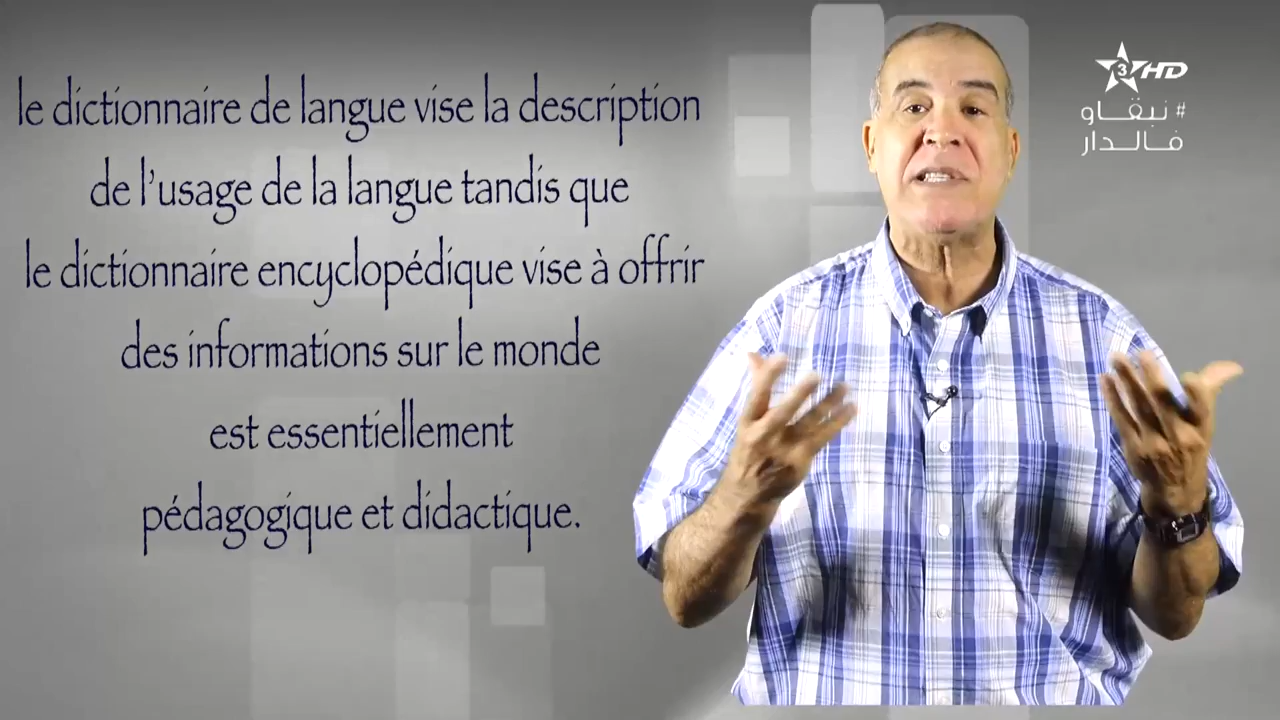 le dictionnaire de langue vise la description
de l'usage de la langue tandis que
le dictionnaire encyclopédique vise à offrir
des informations sur le monde
est essentiellement
pédagogique et didactique.
3 HD
# نبقاو
فالدار